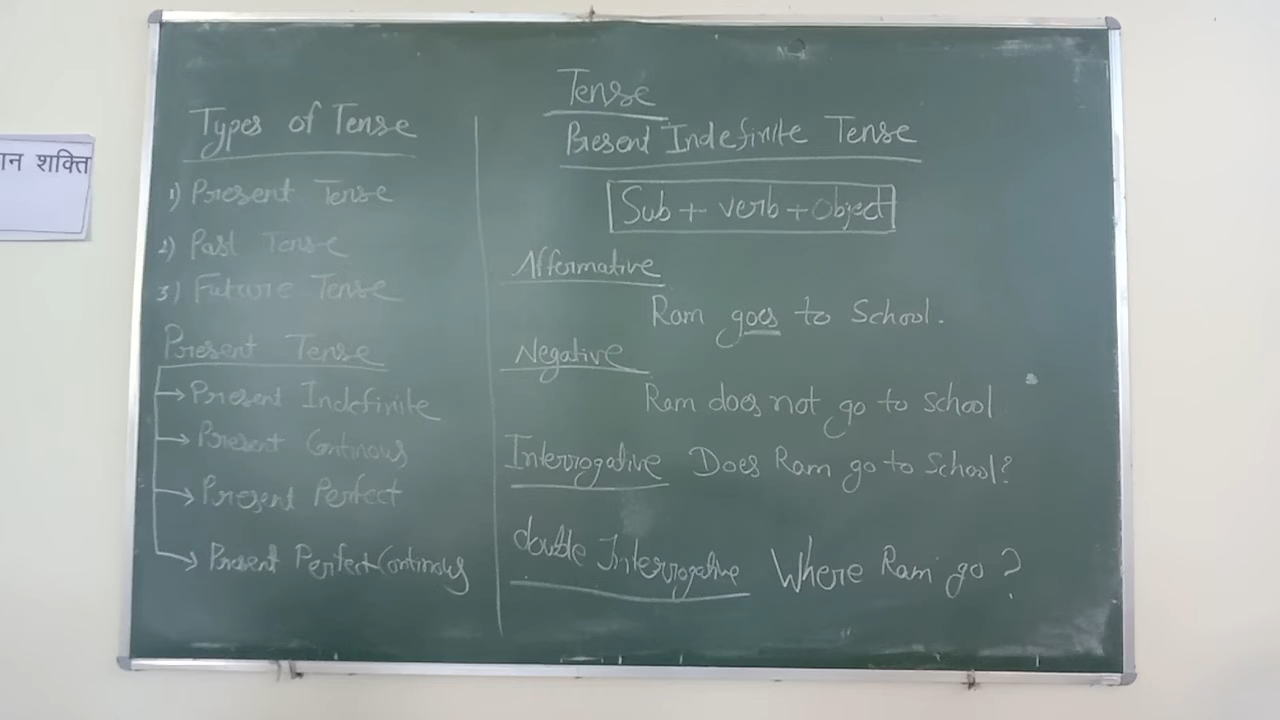 ान शक्ति
Types of Tense
1) Present Tense
2) Past Tense
3) Future Tense
Present Tense
→ Present Indefinite
→ Present Continous
→ Present Perfect
→ Present Perfect Continous
Tense
Present Indefinite Tense
Sub + verb + Object
Affermative
Ram goes to School.
Negative
Ram does not go to school
Interrogative Does Ram go to School?
double Interrogative Where Ram go ?